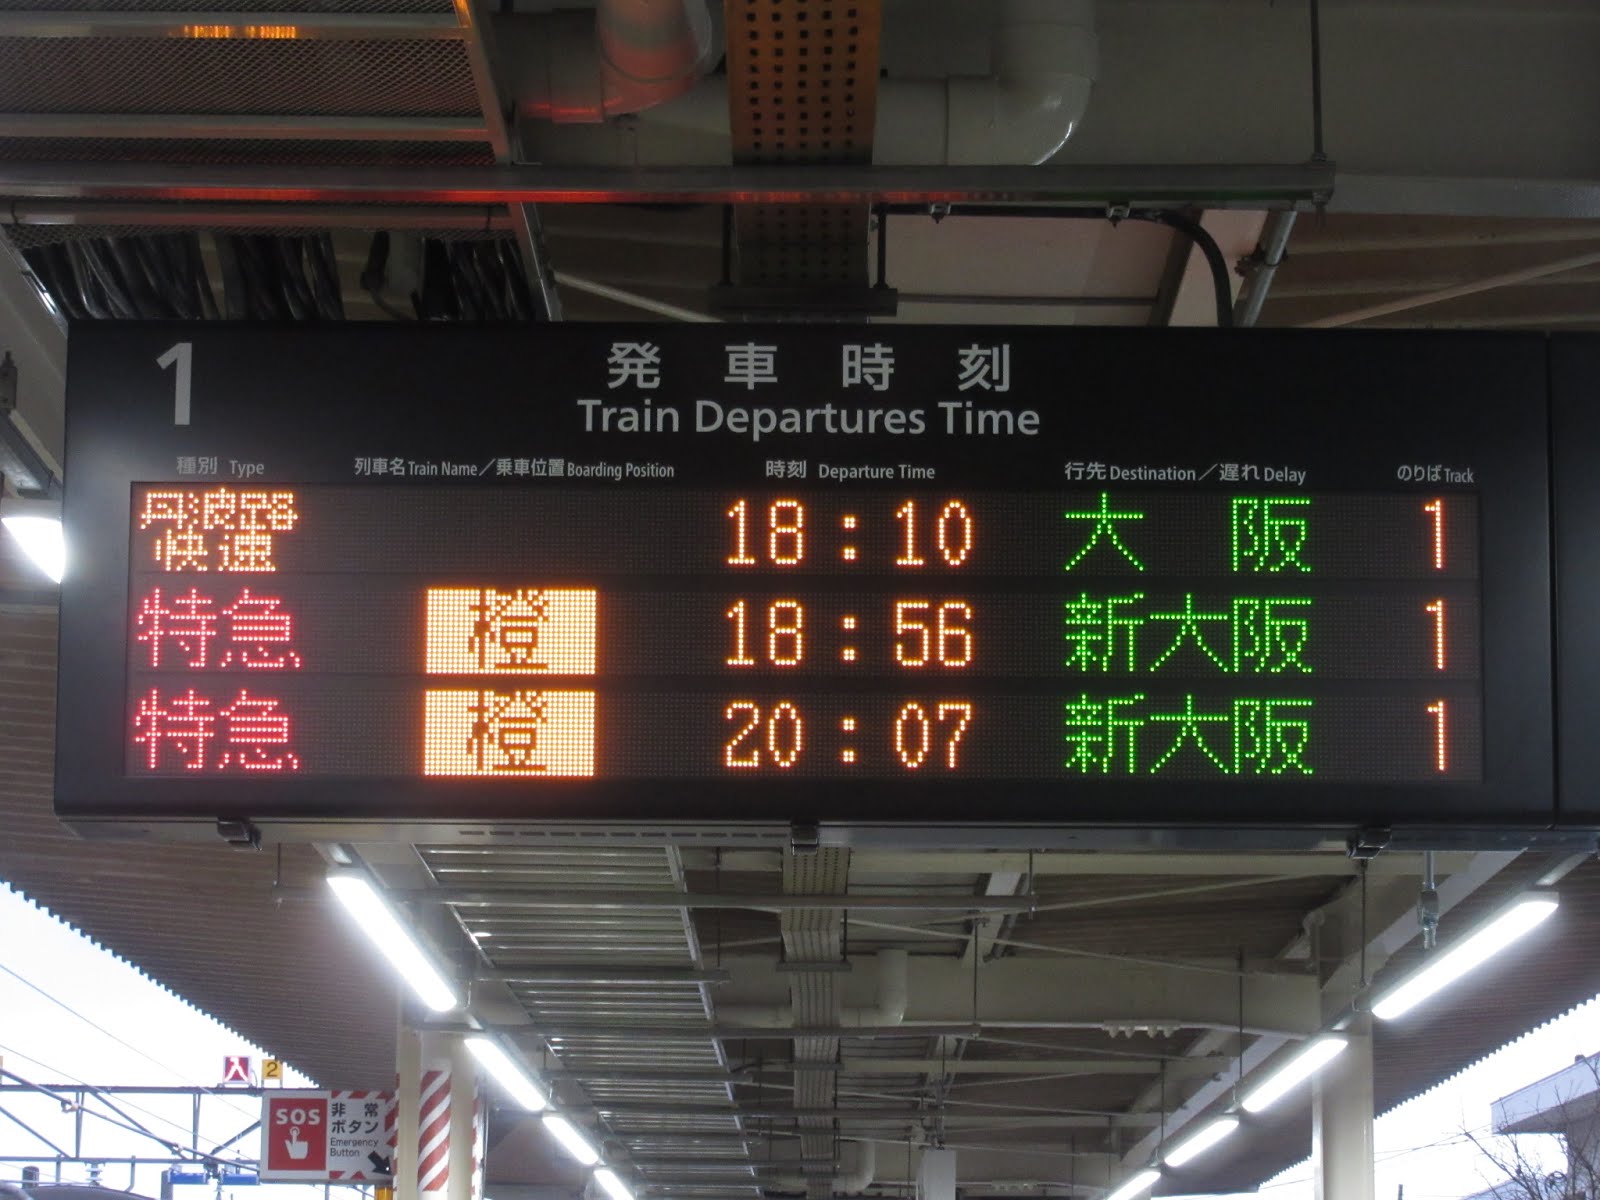 1
発車時刻
Train Departures Time
種別 Type 列車名 Train Name／乗車位置 Boarding Position 時刻 Departure Time 行先 Destination／遅れ Delay のりば Track
丹波路快速 18:10 大阪 1
特急 橙 18:56 新大阪 1
特急 橙 20:07 新大阪 1
入 2
SOS 非常ボタン
Emergency Button